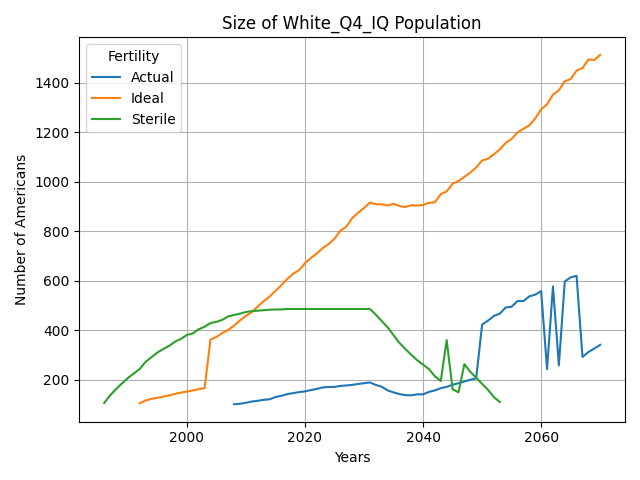 Size of White_Q4_IQ Population
Fertility
Actual
Ideal
Sterile
Number of Americans
1400
1200
1000
800
600
400
200
2000
2020
2040
2060
Years